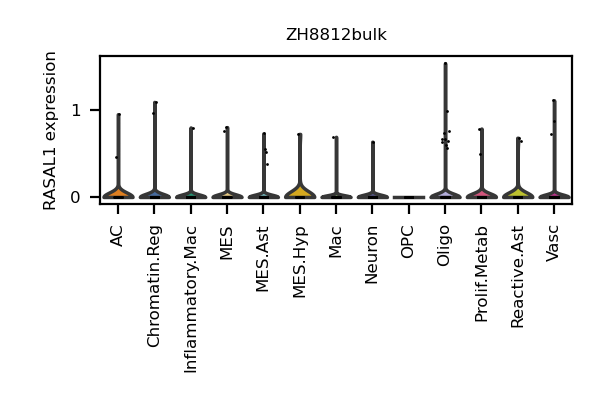 ZH8812bulk
RASAL1 expression
1
0
AC
Chromatin.Reg
Inflammatory.Mac
MES
MES.Ast
MES.Hyp
Mac
Neuron
OPC
Oligo
Prolif.Metab
Reactive.Ast
Vasc